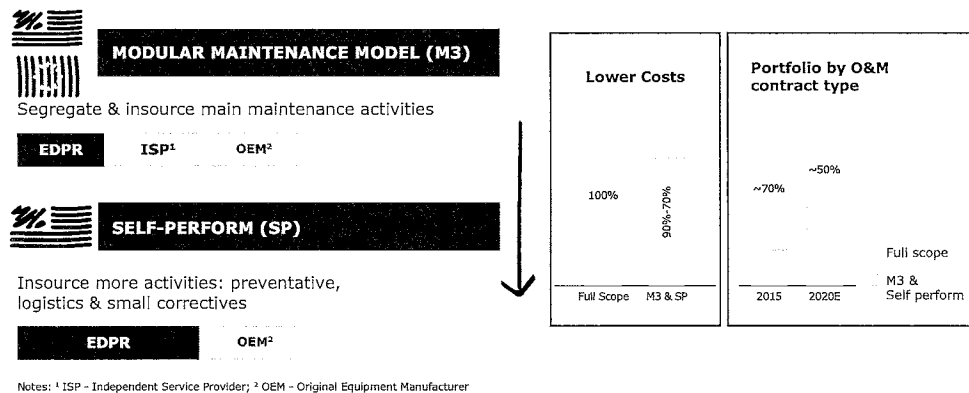 MODULAR MAINTENANCE MODEL (M3)
Segregate & insource main maintenance activities
EDPR ISP¹ OEM²
SELF-PERFORM (SP)
Insource more activities: preventative,
logistics & small correctives
EDPR OEM²
Notes: ¹ ISP - Independent Service Provider; ² OEM - Original Equipment Manufacturer
Lower Costs
100%
90%-70%
Full Scope M3 & SP
Portfolio by O&M
contract type
~50%
~70%
Full scope
M3 &
Self perform
2015 2020E